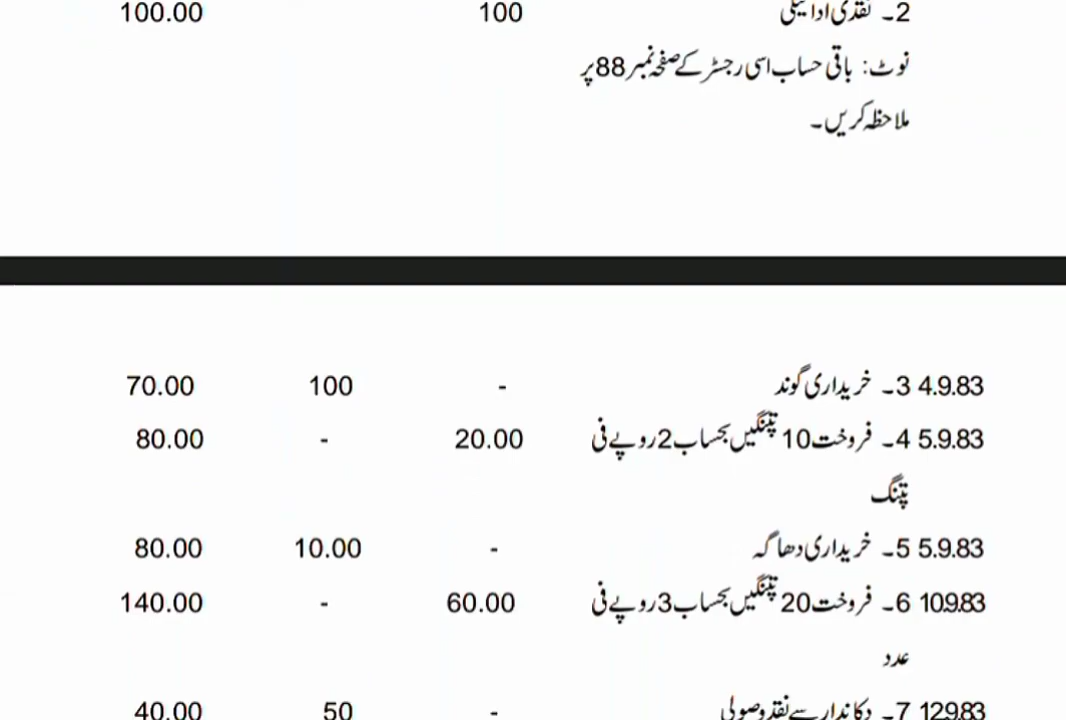 2۔ نقدی ادائیگی 100 100.00
نوٹ: باقی حساب اسی رجسٹر کے صفحہ نمبر 88 پر
ملاحظہ کریں۔
4.9.83 3۔ خریداری گوند - 100 70.00
5.9.83 4۔ فروخت 10 پتنگیں بحساب 2 روپے فی 20.00 - 80.00
پتنگ
5.9.83 5۔ خریداری دھاگہ - 10.00 80.00
10.9.83 6۔ فروخت 20 پتنگیں بحساب 3 روپے فی 60.00 - 140.00
عدد
12.9.83 7۔ دکاندار سے نقد وصولی - 50 40.00